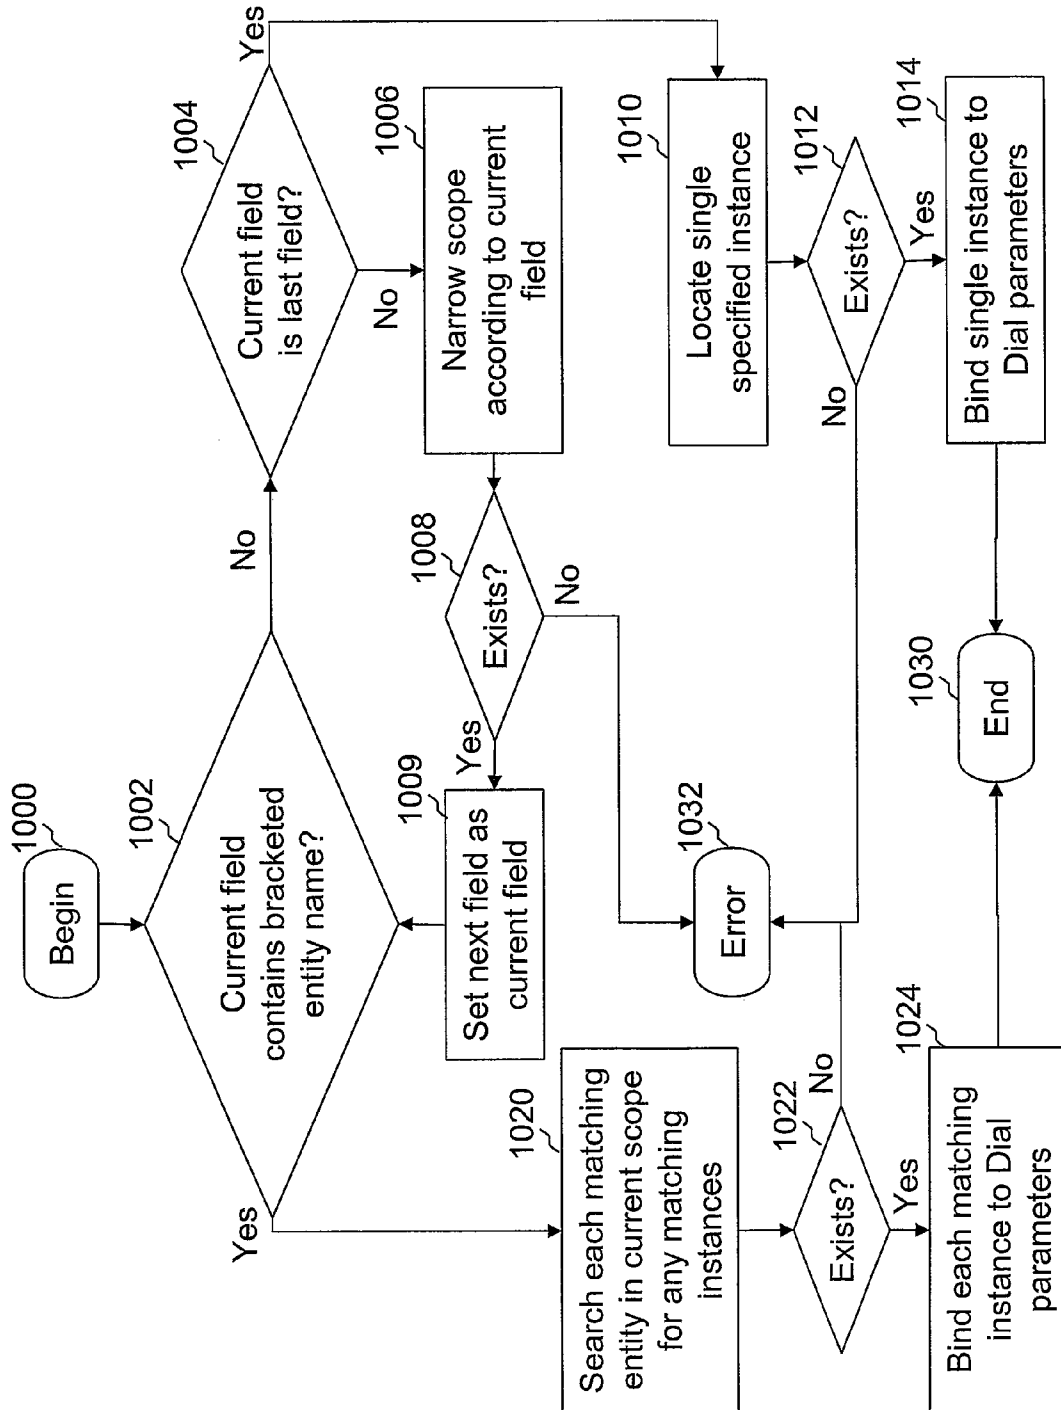 Begin
1000
Current field
contains bracketed
entity name?
1002
Yes
No
Current field
is last field?
1004
Yes
No
Narrow scope
according to current
field
1006
Exists?
1008
Yes
No
Set next field as
current field
1009
Locate single
specified instance
1010
Exists?
1012
No
Yes
Bind single instance to
Dial parameters
1014
Search each matching
entity in current scope
for any matching
instances
1020
Exists?
1022
No
Yes
Bind each matching
instance to Dial
parameters
1024
Error
1032
End
1030